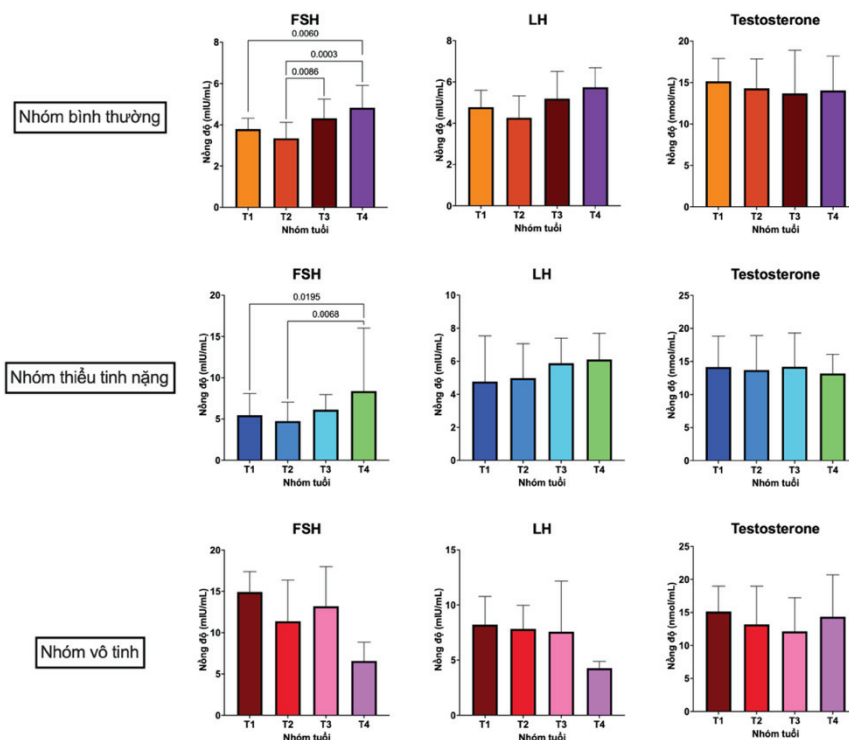 FSH
LH
Testosterone
Nhóm bình thường
Nồng độ (mIU/mL)
8
6
4
2
0
0.0060
0.0003
0.0086
T1 T2 T3 T4
Nhóm tuổi
Nồng độ (mIU/mL)
8
6
4
2
0
T1 T2 T3 T4
Nhóm tuổi
Nồng độ (nmol/mL)
20
15
10
5
0
T1 T2 T3 T4
Nhóm tuổi
FSH
LH
Testosterone
Nhóm thiểu tinh nặng
Nồng độ (mIU/mL)
20
15
10
5
0
0.0195
0.0068
T1 T2 T3 T4
Nhóm tuổi
Nồng độ (mIU/mL)
10
8
6
4
2
0
T1 T2 T3 T4
Nhóm tuổi
Nồng độ (nmol/mL)
25
20
15
10
5
0
T1 T2 T3 T4
Nhóm tuổi
FSH
LH
Testosterone
Nhóm vô tinh
Nồng độ (mIU/mL)
20
15
10
5
0
T1 T2 T3 T4
Nhóm tuổi
Nồng độ (mIU/mL)
15
10
5
0
T1 T2 T3 T4
Nhóm tuổi
Nồng độ (nmol/mL)
25
20
15
10
5
0
T1 T2 T3 T4
Nhóm tuổi